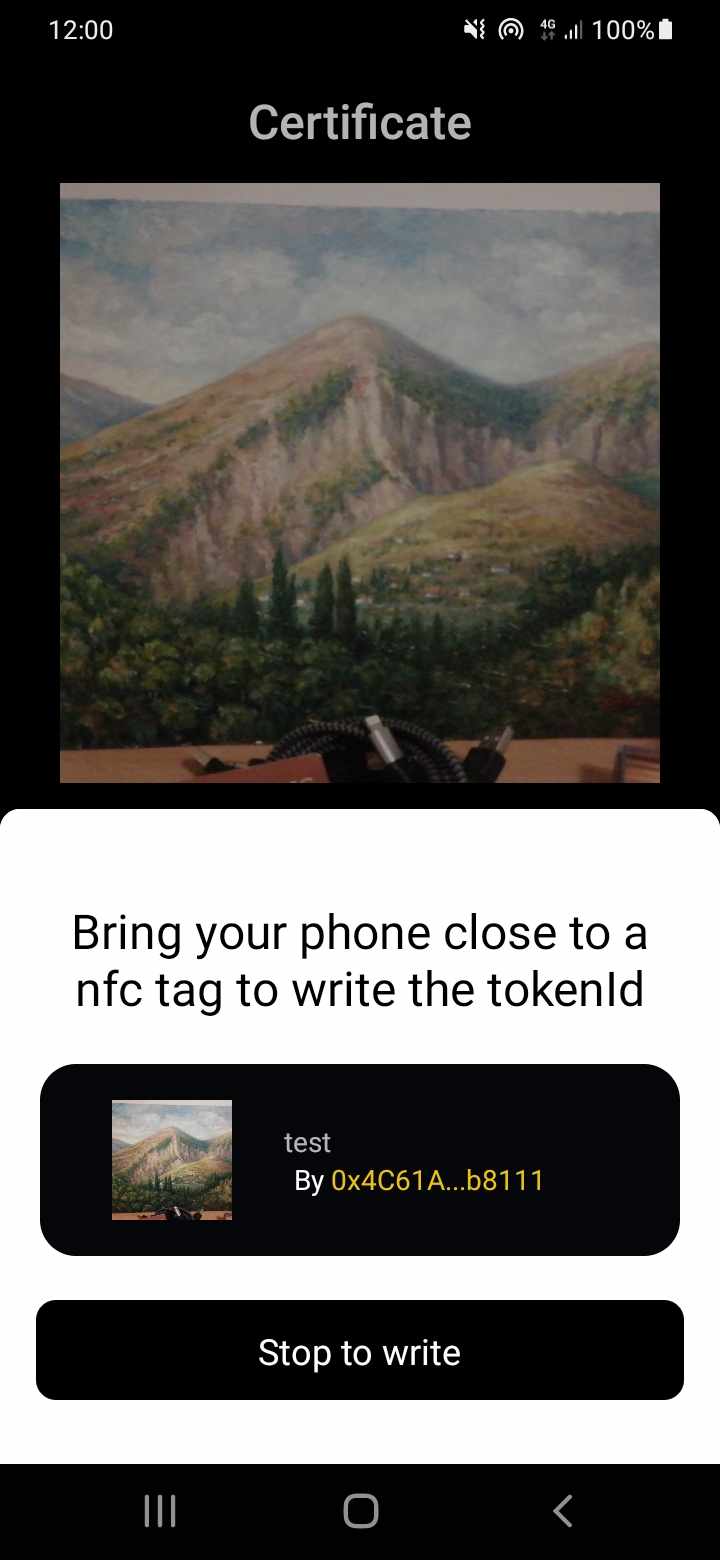 12:00 4G 100%
Certificate
Bring your phone close to a
nfc tag to write the tokenId
test
By 0x4C61A...b8111
Stop to write